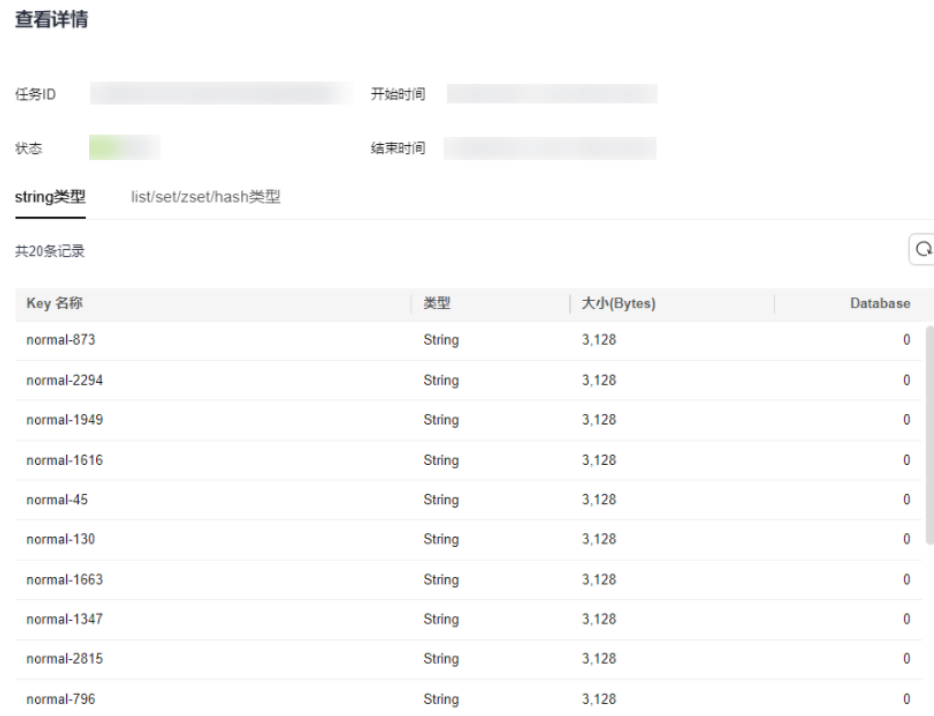 查看详情
任务ID 开始时间
状态 结束时间
string类型 list/set/zset/hash类型
共20条记录
Key 名称 类型 大小(Bytes) Database
normal-873 String 3,128 0
normal-2294 String 3,128 0
normal-1949 String 3,128 0
normal-1616 String 3,128 0
normal-45 String 3,128 0
normal-130 String 3,128 0
normal-1663 String 3,128 0
normal-1347 String 3,128 0
normal-2815 String 3,128 0
normal-796 String 3,128 0